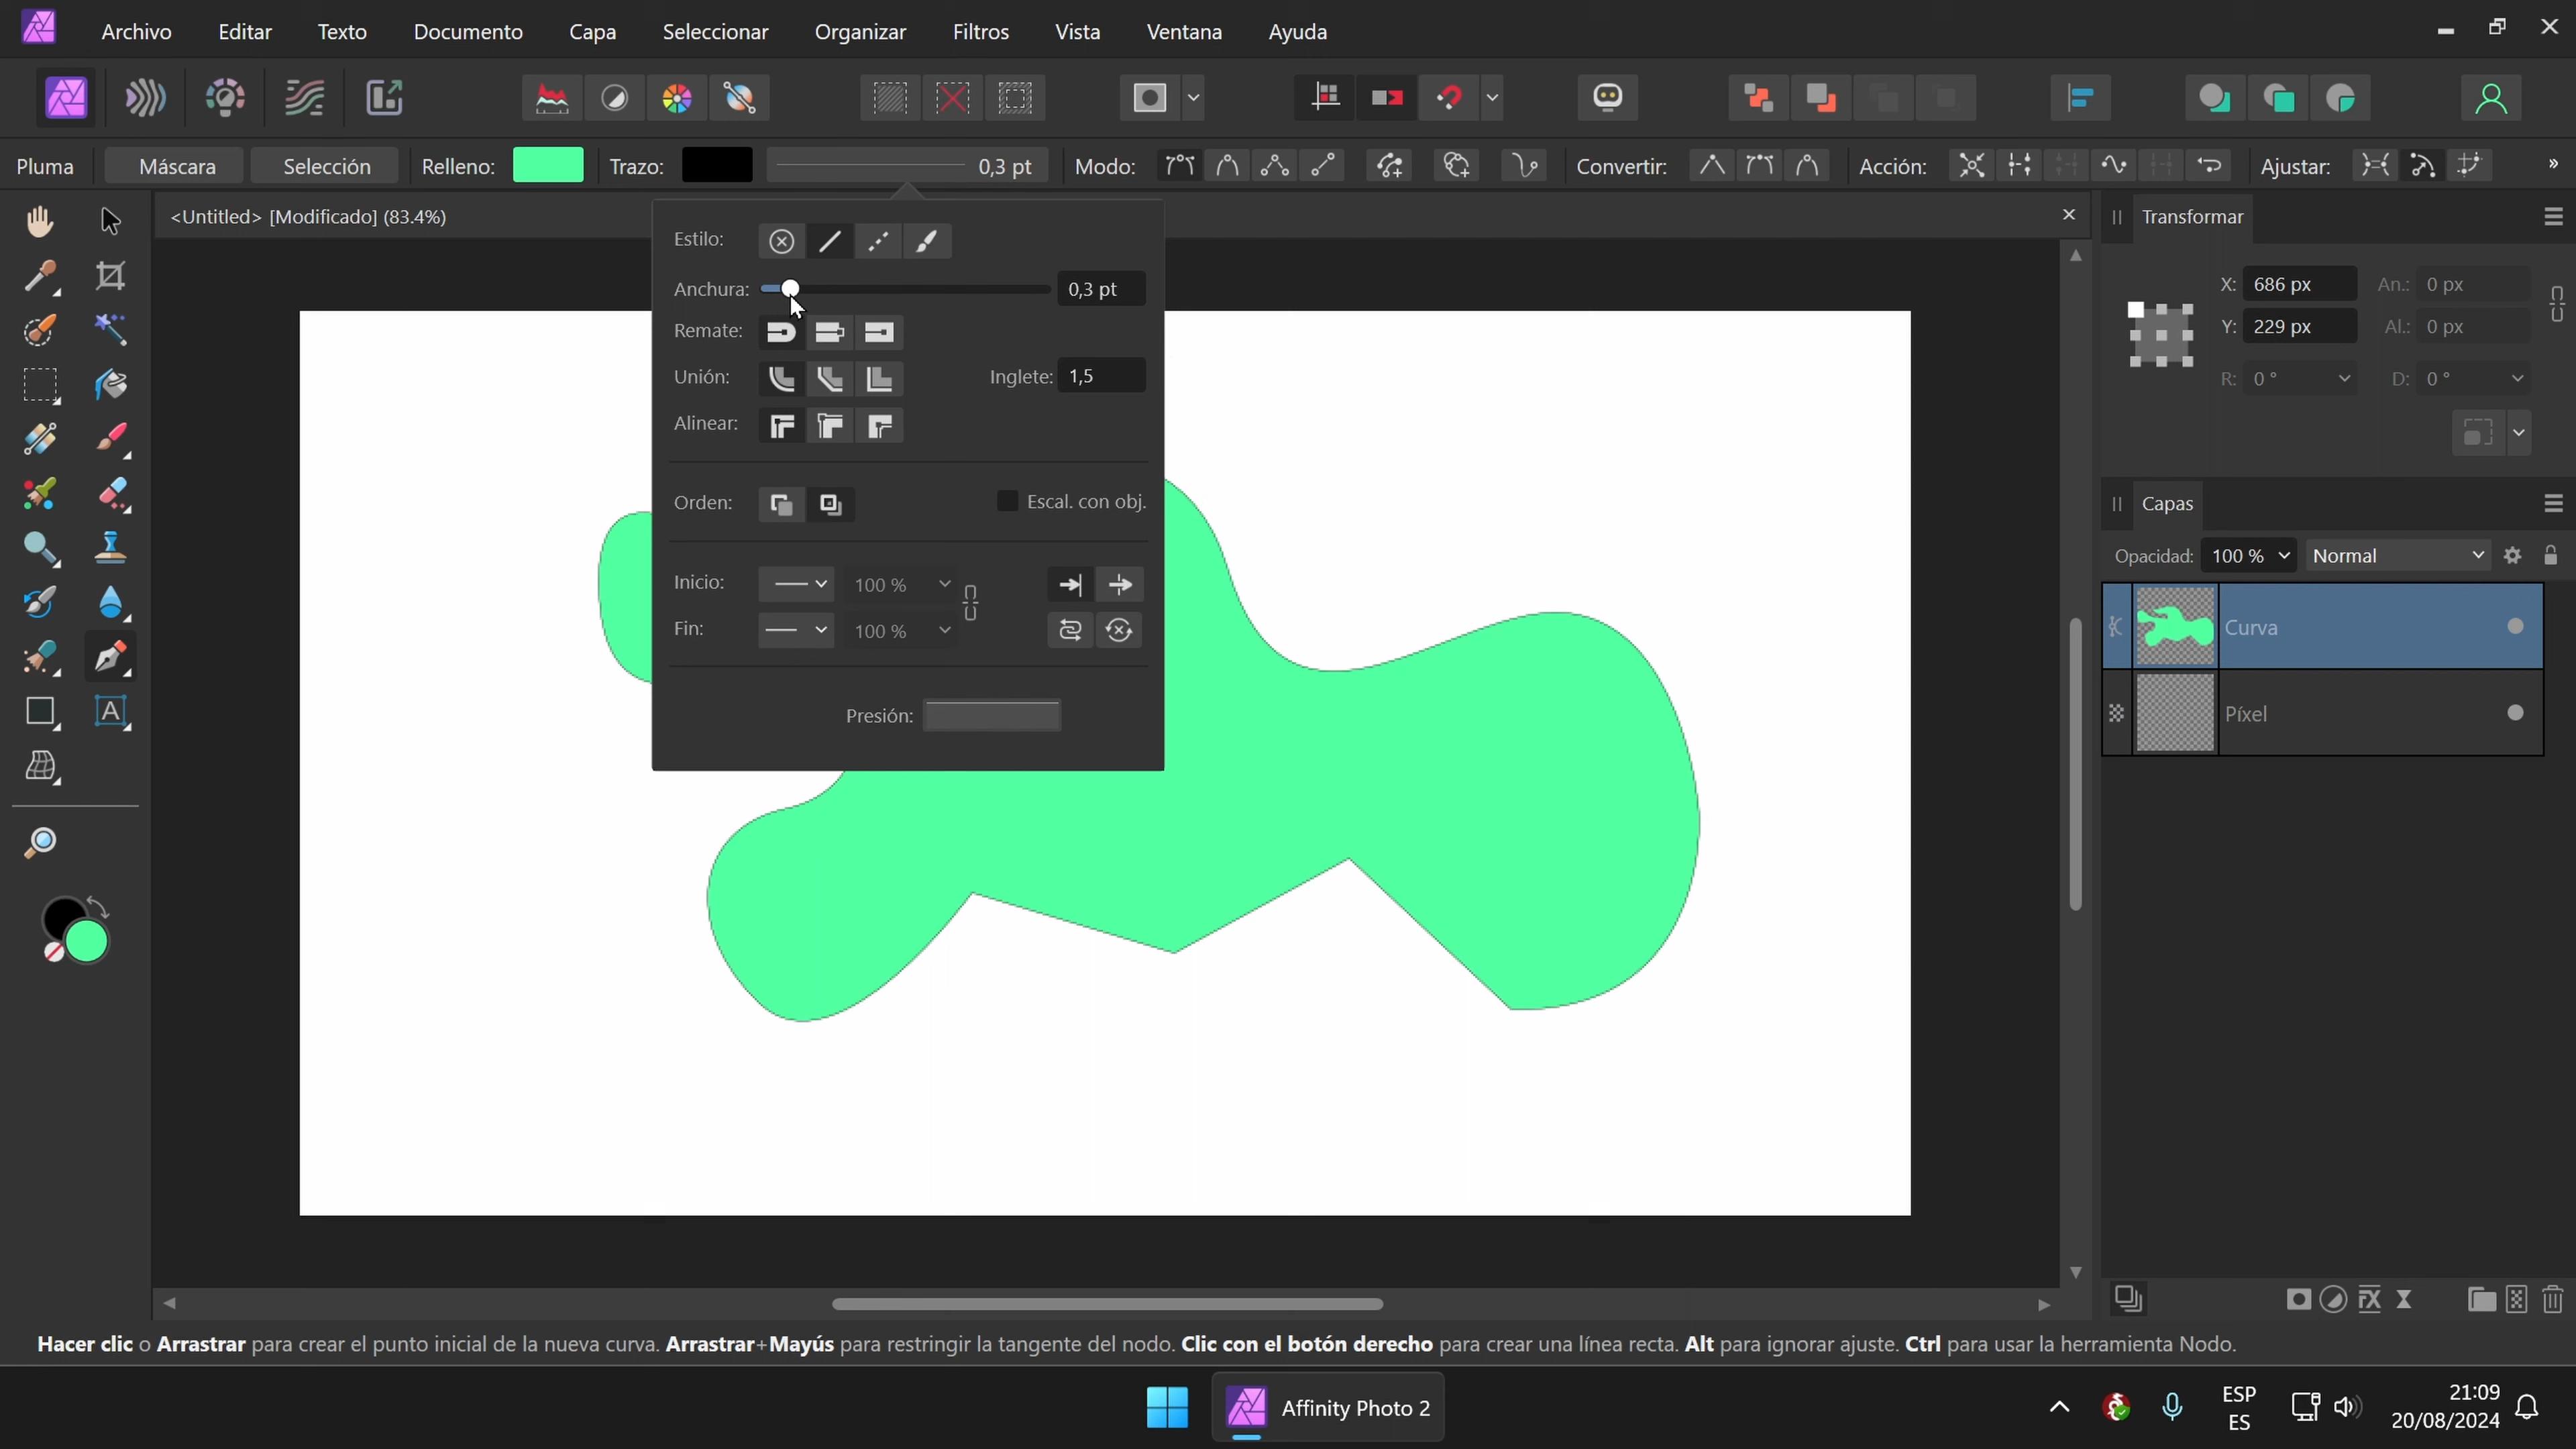 Archivo Editar Texto Documento Capa Seleccionar Organizar Filtros Vista Ventana Ayuda
Pluma Máscara Selección Relleno: Trazo: 0,3 pt Modo: Convertir: Acción: Ajustar: »
<Untitled> [Modificado] (83.4%)
Estilo:
Anchura: 0,3 pt
Remate:
Unión: Inglete: 1,5
Alinear:
Orden: Escal. con obj.
Inicio: 100 %
Fin: 100 %
Presión:
Transformar
X: 686 px An.: 0 px
Y: 229 px Al.: 0 px
R: 0 ° D: 0 °
Capas
Opacidad: 100 % Normal
Curva
Píxel
Hacer clic o Arrastrar para crear el punto inicial de la nueva curva. Arrastrar+Mayús para restringir la tangente del nodo. Clic con el botón derecho para crear una línea recta. Alt para ignorar ajuste. Ctrl para usar la herramienta Nodo.
Affinity Photo 2
ESP
ES
21:09
20/08/2024